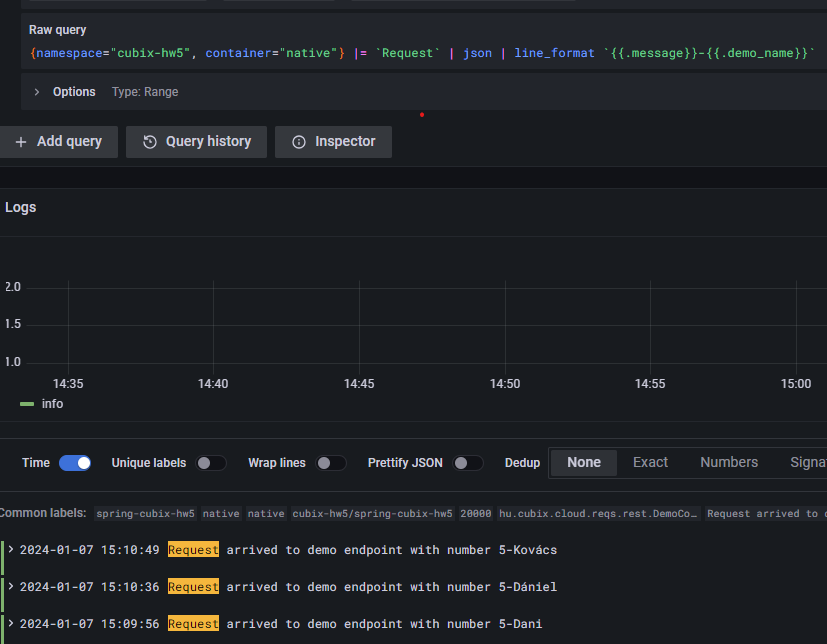 Raw query
{namespace="cubix-hw5", container="native"} |= `Request` | json | line_format `{{.message}}-{{.demo_name}}`
Options Type: Range
+ Add query Query history Inspector
Logs
2.0
1.5
1.0
14:35 14:40 14:45 14:50 14:55 15:00
info
Time Unique labels Wrap lines Prettify JSON Dedup None Exact Numbers Signa
Common labels: spring-cubix-hw5 native native cubix-hw5/spring-cubix-hw5 20000 hu.cubix.cloud.reqs.rest.DemoCo… Request arrived to
2024-01-07 15:10:49 Request arrived to demo endpoint with number 5-Kovács
2024-01-07 15:10:36 Request arrived to demo endpoint with number 5-Dániel
2024-01-07 15:09:56 Request arrived to demo endpoint with number 5-Dani